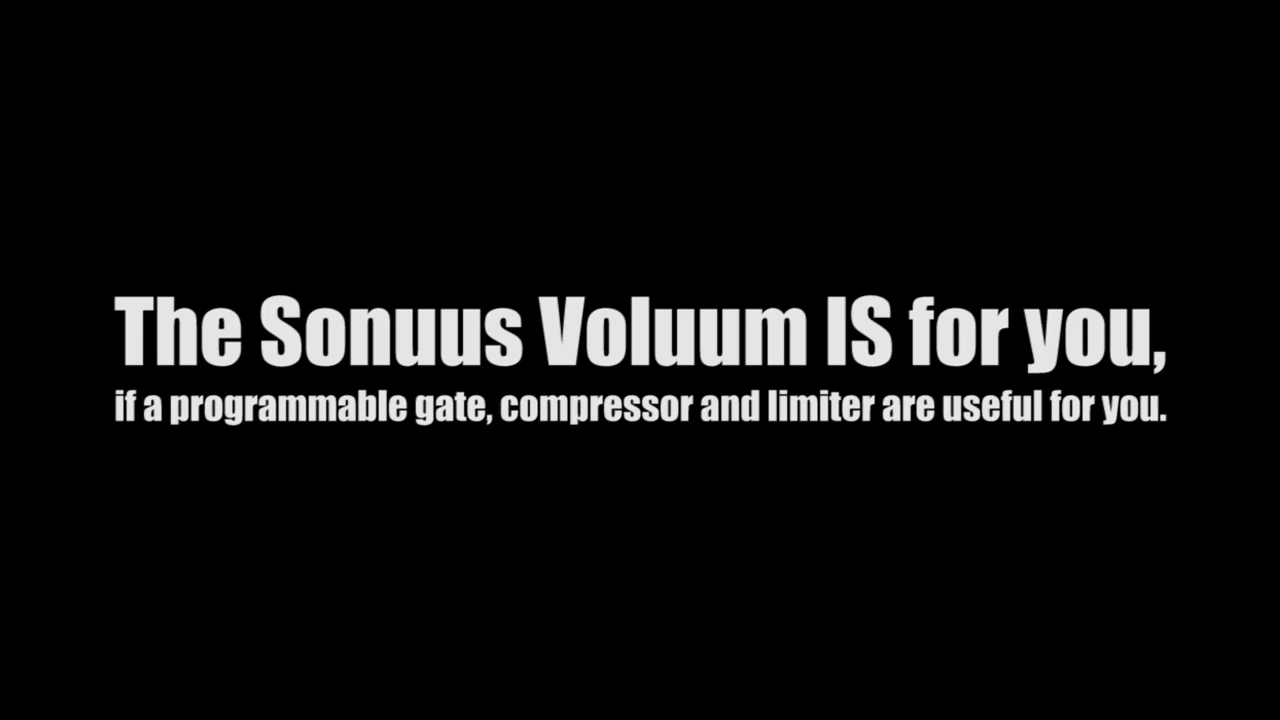 The Sonuus Voluum IS for you,
if a programmable gate, compressor and limiter are useful for you.